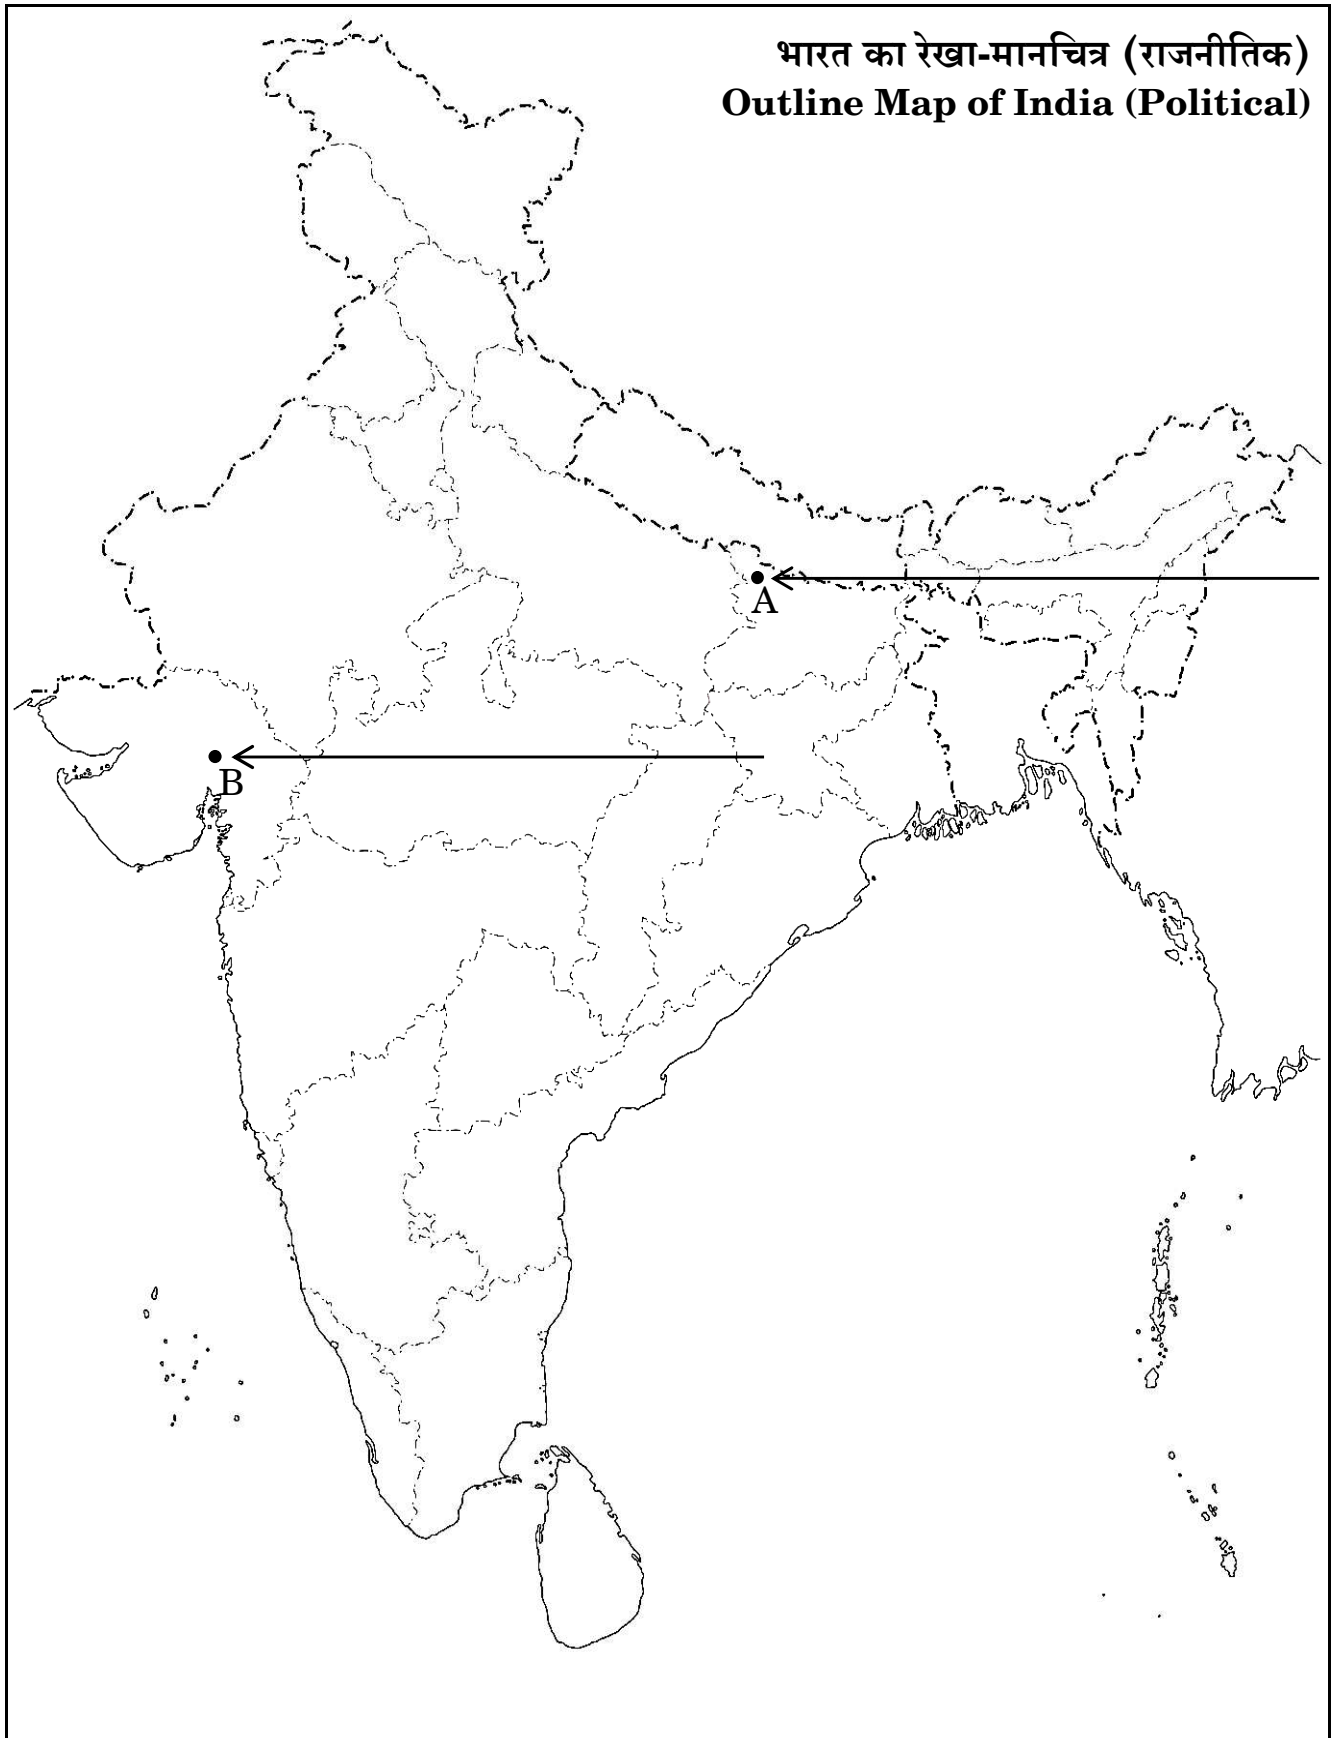 भारत का रेखा-मानचित्र (राजनीतिक)
Outline Map of India (Political)
A
B